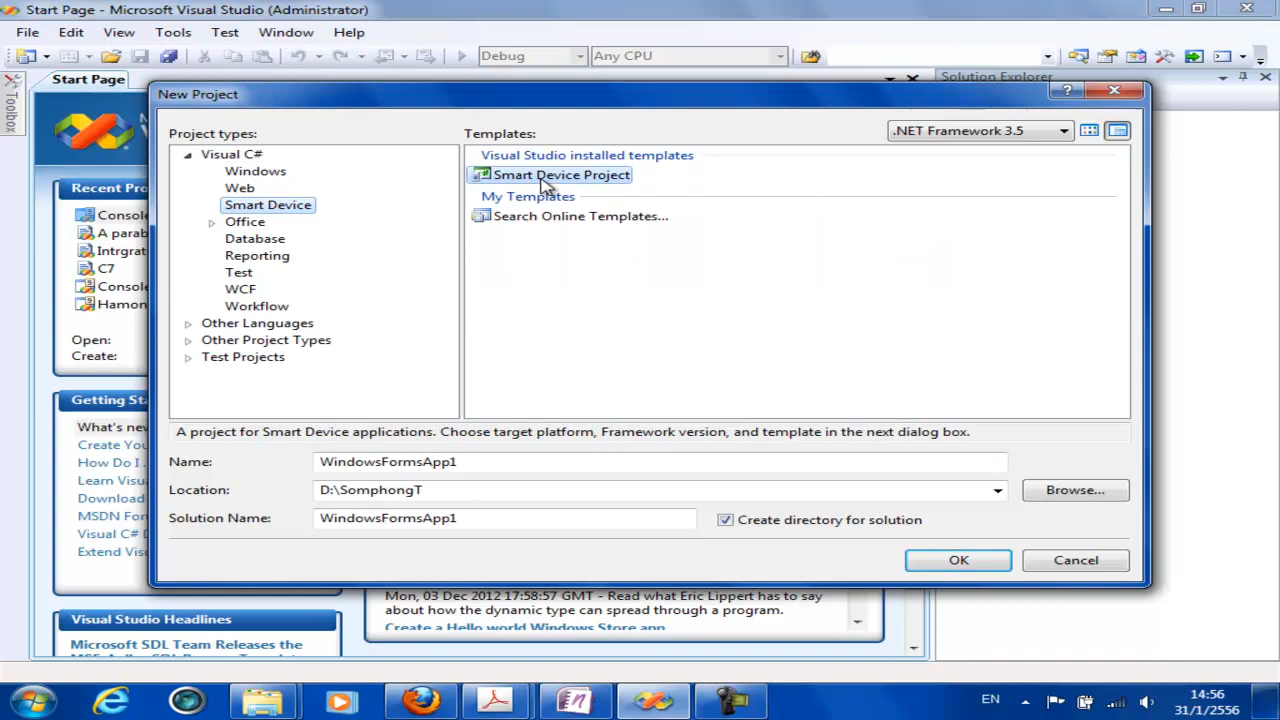 Start Page - Microsoft Visual Studio (Administrator)
File Edit View Tools Test Window Help
Debug Any CPU
Toolbox
Start Page
Solution Explorer
New Project
Project types:
Templates:
.NET Framework 3.5
Visual C#
Windows
Web
Smart Device
Office
Database
Reporting
Test
WCF
Workflow
Other Languages
Other Project Types
Test Projects
Visual Studio installed templates
Smart Device Project
My Templates
Search Online Templates...
A project for Smart Device applications. Choose target platform, Framework version, and template in the next dialog box.
Name: WindowsFormsApp1
Location: D:\SomphongT
Browse...
Solution Name: WindowsFormsApp1
Create directory for solution
OK Cancel
Recent Pro
Consol
A parab
Intrgrat
C7
Consol
Hamon
Open:
Create:
Getting Sta
What's nev
Create You
How Do I
Learn Visu
Download
MSDN For
Visual C# D
Extend Vis
Visual Studio Headlines
Microsoft SDL Team Releases the
Mon, 03 Dec 2012 17:58:57 GMT - Read what Eric Lippert has to say
about how the dynamic type can spread through a program.
Create a Hello world Windows Store app
EN
14:56
31/1/2556